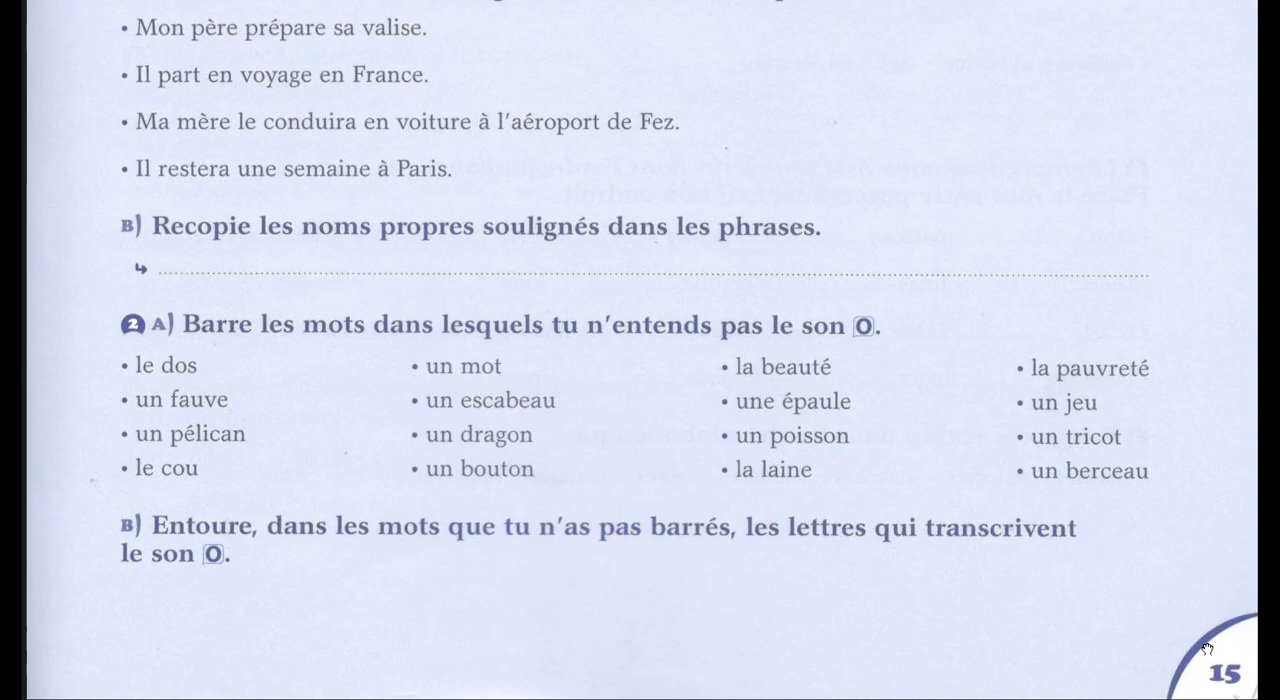 • Mon père prépare sa valise.
• Il part en voyage en France.
• Ma mère le conduira en voiture à l'aéroport de Fez.
• Il restera une semaine à Paris.
B) Recopie les noms propres soulignés dans les phrases.
2 A) Barre les mots dans lesquels tu n'entends pas le son O.
• le dos • un mot • la beauté • la pauvreté
• un fauve • un escabeau • une épaule • un jeu
• un pélican • un dragon • un poisson • un tricot
• le cou • un bouton • la laine • un berceau
B) Entoure, dans les mots que tu n'as pas barrés, les lettres qui transcrivent
le son O.
15